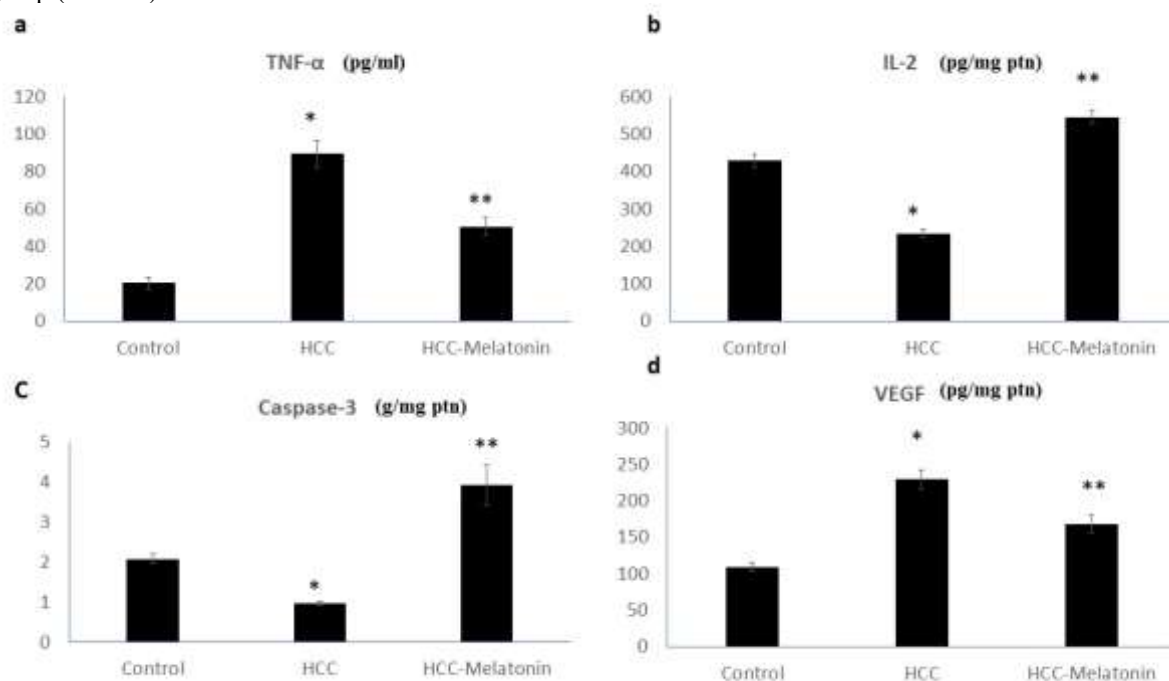 a
TNF-α (pg/ml)
120
100
80
60
40
20
0
*
**
Control HCC HCC-Melatonin
b
IL-2 (pg/mg ptn)
600
500
400
300
200
100
0
*
**
Control HCC HCC-Melatonin
C
Caspase-3 (g/mg ptn)
5
4
3
2
1
0
*
**
Control HCC HCC-Melatonin
d
VEGF (pg/mg ptn)
300
250
200
150
100
50
0
*
**
Control HCC HCC-Melatonin